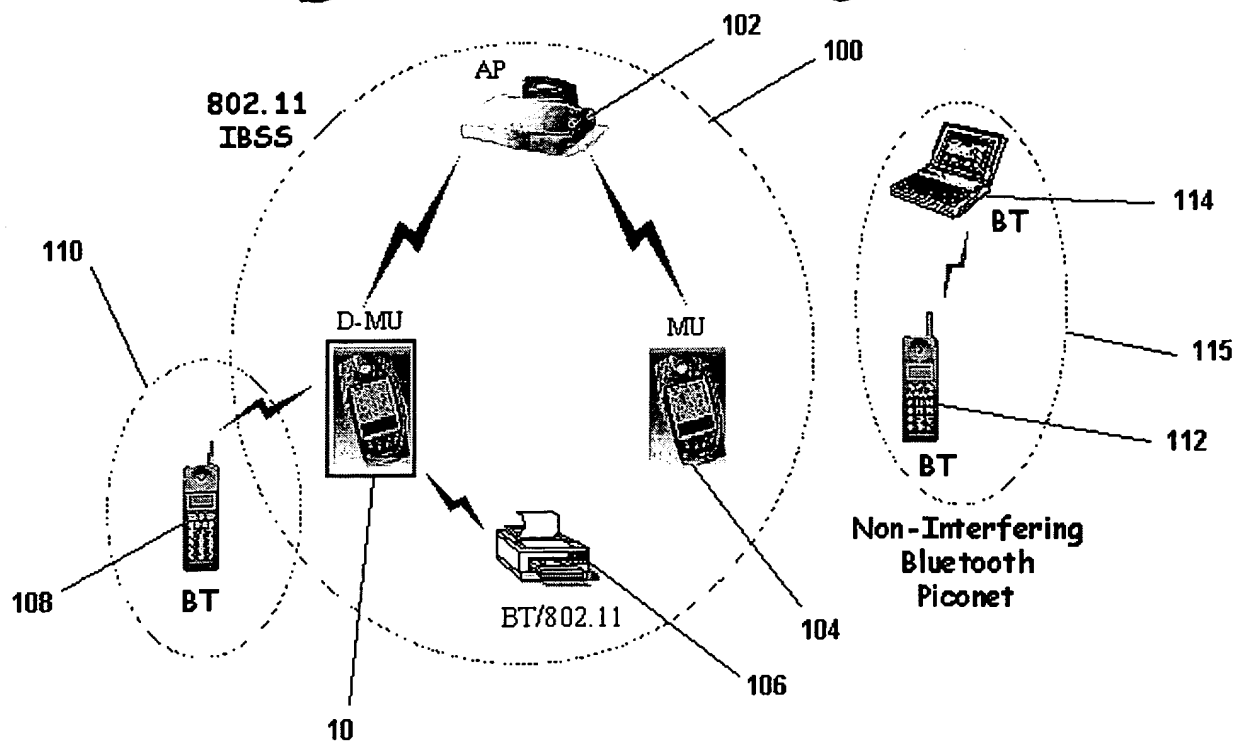 102
100
AP
802.11
IBSS
114
BT
110
D-MU
MU
115
112
BT
Non-Interfering
Bluetooth
Piconet
108
BT
BT/802.11
104
106
10